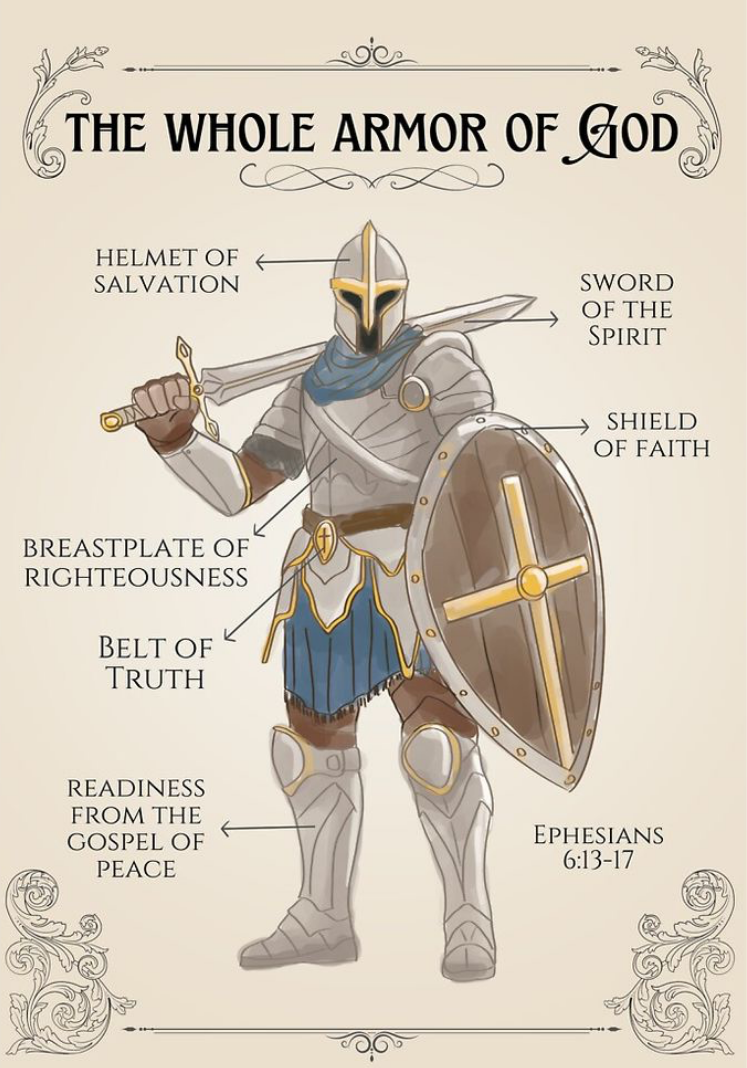 THE WHOLE ARMOR OF GOD
HELMET OF
SALVATION
SWORD
OF THE
SPIRIT
SHIELD
OF FAITH
BREASTPLATE OF
RIGHTEOUSNESS
BELT OF
TRUTH
READINESS
FROM THE
GOSPEL OF
PEACE
EPHESIANS
6:13-17